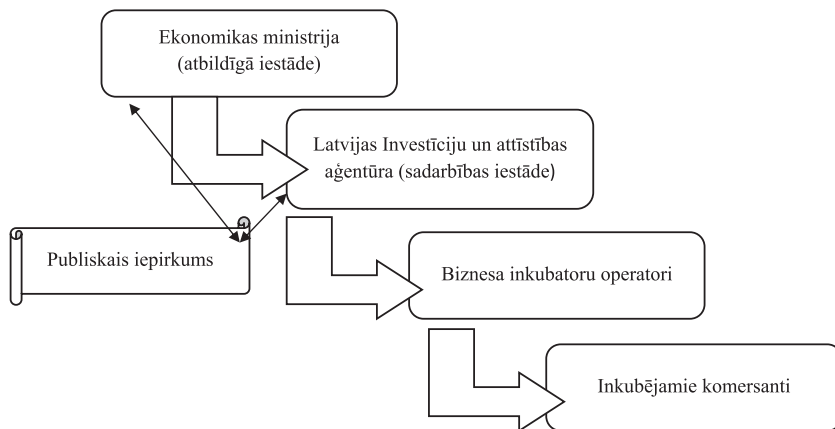 Ekonomikas ministrija
(atbildīgā iestāde)
Latvijas Investīciju un attīstības
aģentūra (sadarbības iestāde)
Publiskais iepirkums
Biznesa inkubatoru operatori
Inkubējamie komersanti